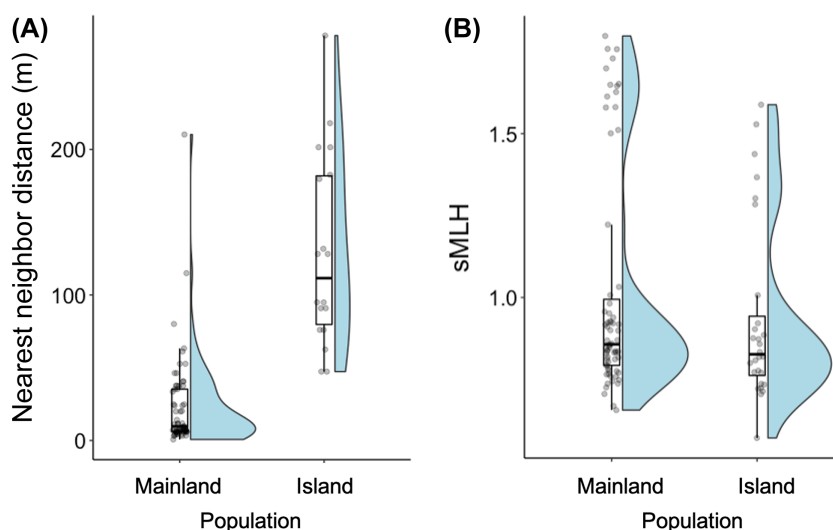 (A)
Nearest neighbor distance (m)
200
100
0
Mainland
Island
Population
(B)
sMLH
1.5
1.0
Mainland
Island
Population